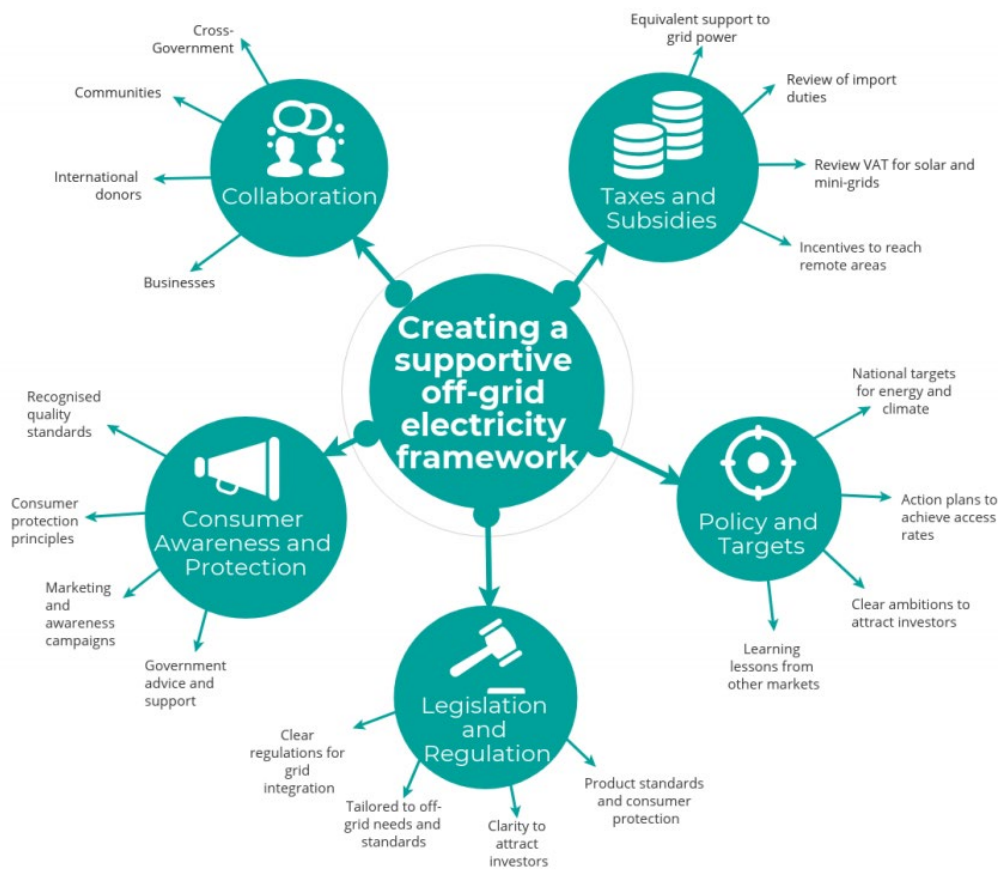 Cross-
Government
Communities
International
donors
Businesses
Collaboration
Equivalent support to
grid power
Review of import
duties
Review VAT for solar and
mini-grids
Incentives to reach
remote areas
Taxes and
Subsidies
Creating a
supportive
off-grid
electricity
framework
Recognised
quality
standards
Consumer
protection
principles
Marketing
and
awareness
campaigns
Government
advice and
support
Consumer
Awareness and
Protection
National targets
for energy and
climate
Action plans to
achieve access
rates
Clear ambitions to
attract investors
Learning
lessons from
other markets
Policy and
Targets
Legislation
and
Regulation
Clear
regulations for
grid
integration
Tailored to off-
grid needs and
standards
Clarity to
attract
investors
Product standards
and consumer
protection